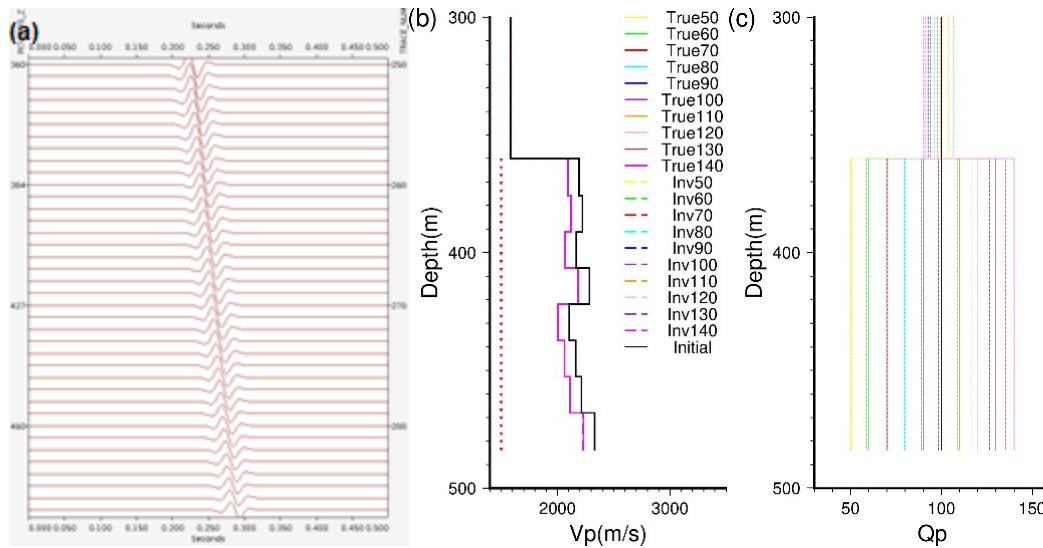 (a)
Seconds
0.000 0.050 0.100 0.150 0.200 0.250 0.300 0.350 0.400 0.450 0.500
360
394
427
460
250
260
270
280
0.000 0.050 0.100 0.150 0.200 0.250 0.300 0.350 0.400 0.450 0.500
Seconds
(b)
300
400
500
Depth(m)
2000 3000
Vp(m/s)
True50
True60
True70
True80
True90
True100
True110
True120
True130
True140
Inv50
Inv60
Inv70
Inv80
Inv90
Inv100
Inv110
Inv120
Inv130
Inv140
Initial
(c)
300
400
500
Depth(m)
50 100 150
Qp